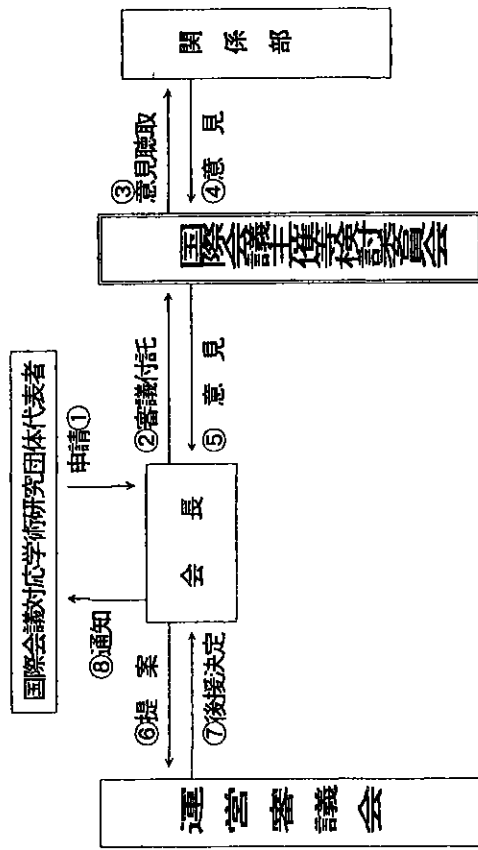 国際会議対応学術研究団体代表者
申請①
⑧通知
会長
②審議付託
⑤意見
国際会議主催等検討委員会
③意見聴取
④意見
関係部
⑥提案
⑦後援決定
運営審議会